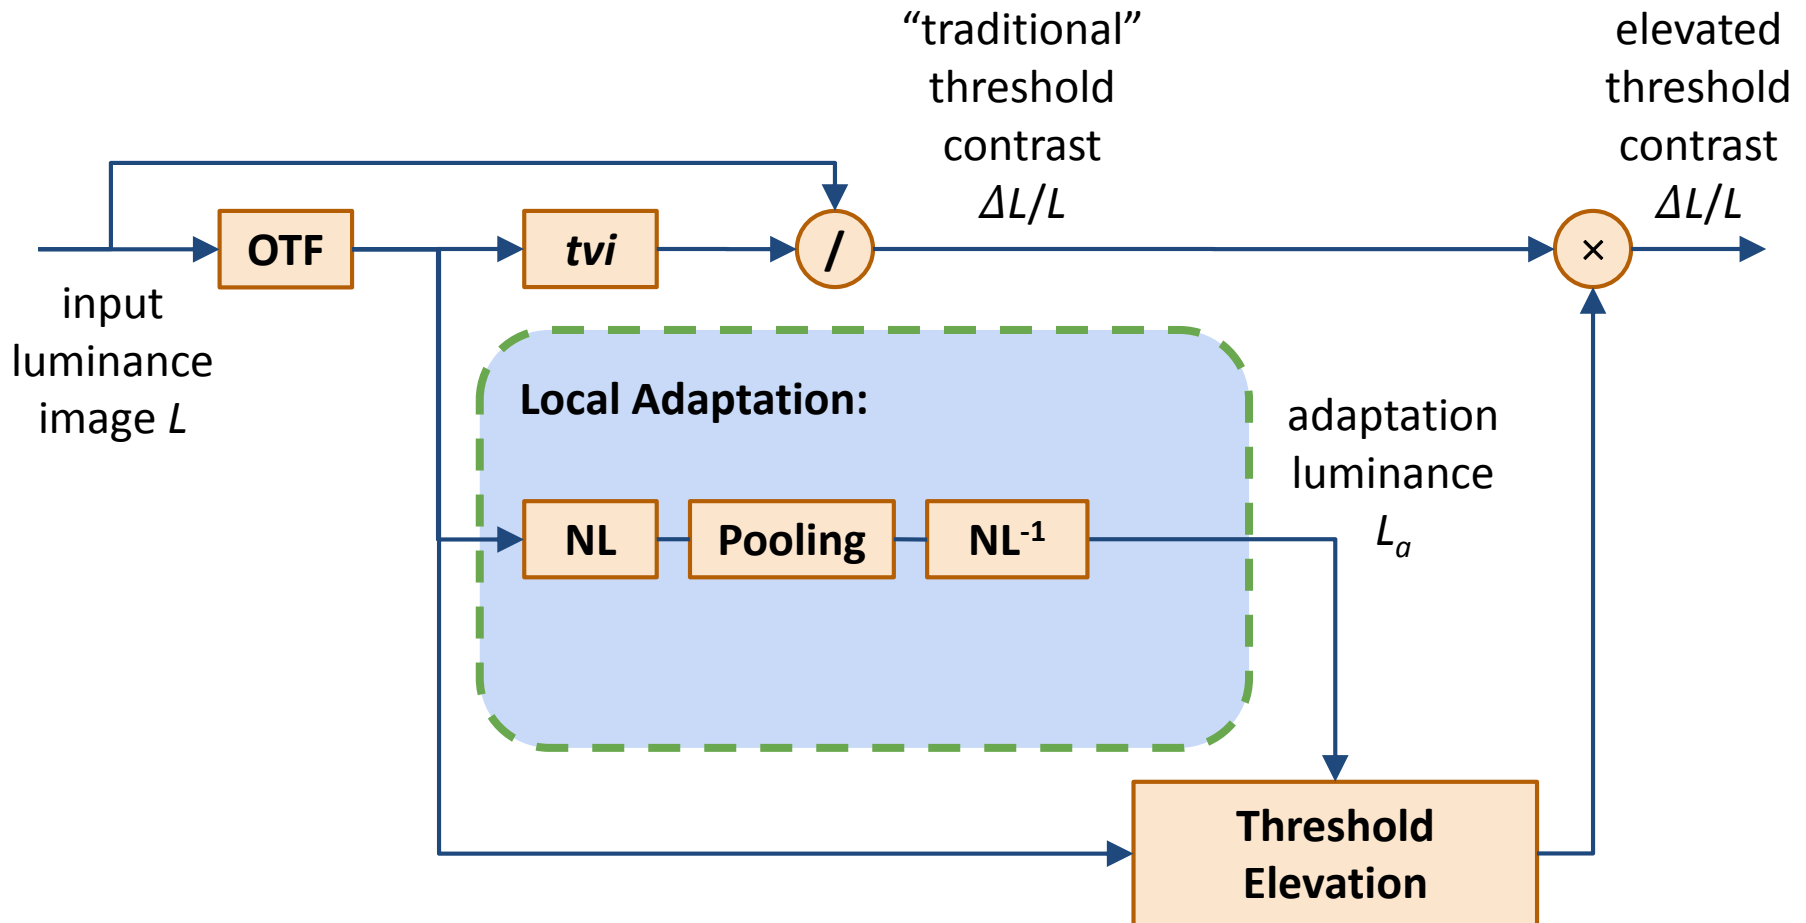 “traditional”
threshold
contrast
ΔL/L
elevated
threshold
contrast
ΔL/L
OTF
tvi
/
×
input
luminance
image L
Local Adaptation:
adaptation
luminance
Lₐ
NL
Pooling
NL⁻¹
Threshold
Elevation